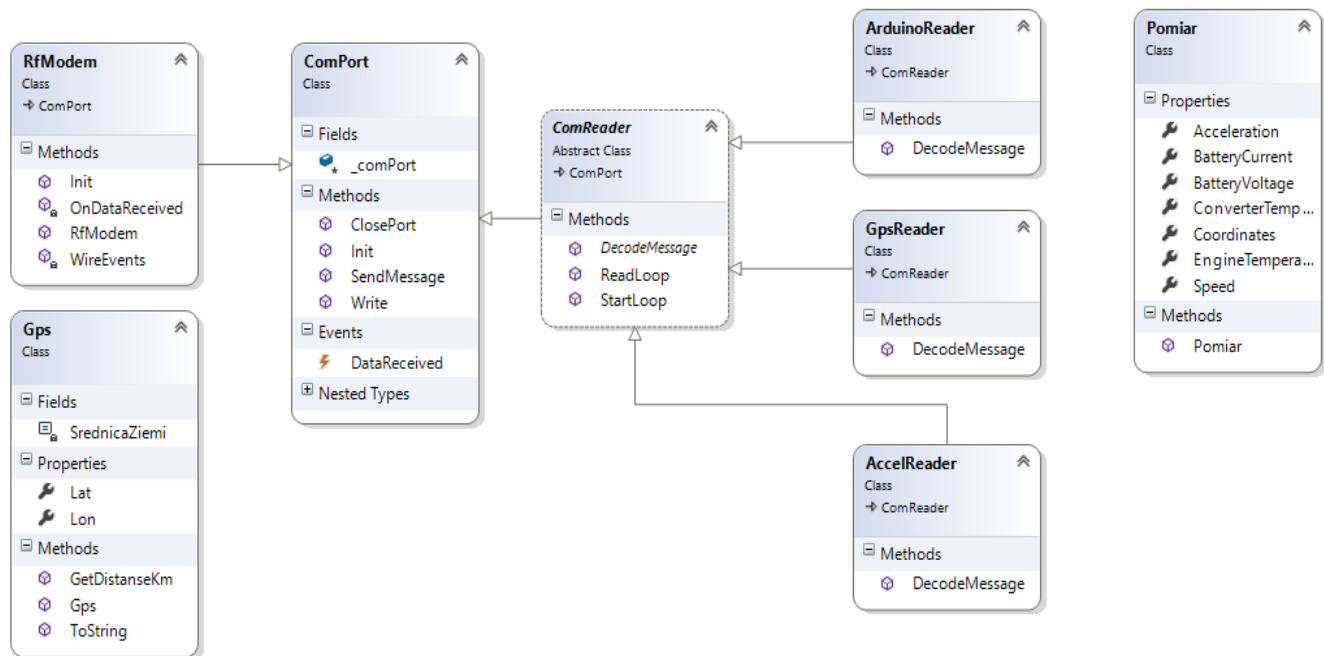 RfModem
Class
ComPort
Methods
Init
OnDataReceived
RfModem
WireEvents
Gps
Class
Fields
SrednicaZiemi
Properties
Lat
Lon
Methods
GetDistanseKm
Gps
ToString
ComPort
Class
Fields
_comPort
Methods
ClosePort
Init
SendMessage
Write
Events
DataReceived
Nested Types
ComReader
Abstract Class
ComPort
Methods
DecodeMessage
ReadLoop
StartLoop
ArduinoReader
Class
ComReader
Methods
DecodeMessage
GpsReader
Class
ComReader
Methods
DecodeMessage
AccelReader
Class
ComReader
Methods
DecodeMessage
Pomiar
Class
Properties
Acceleration
BatteryCurrent
BatteryVoltage
ConverterTemp...
Coordinates
EngineTempera...
Speed
Methods
Pomiar